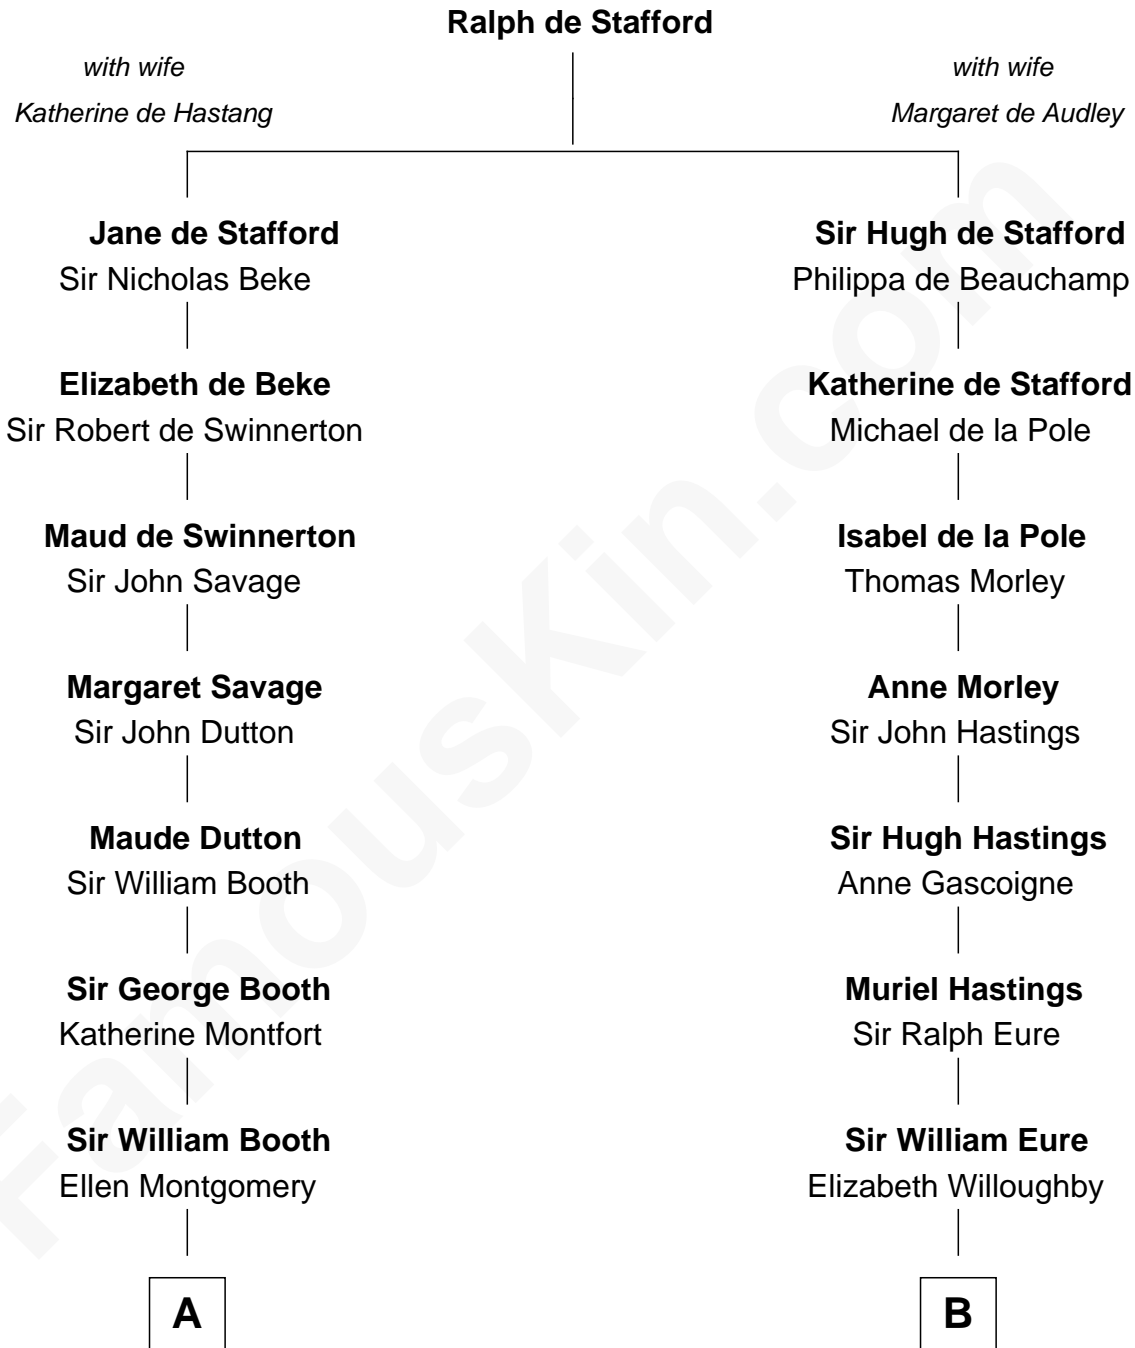 Ralph de Stafford
with wife
Katherine de Hastang
with wife
Margaret de Audley
Jane de Stafford
Sir Nicholas Beke
Sir Hugh de Stafford
Philippa de Beauchamp
Elizabeth de Beke
Sir Robert de Swinnerton
Katherine de Stafford
Michael de la Pole
Maud de Swinnerton
Sir John Savage
Isabel de la Pole
Thomas Morley
Margaret Savage
Sir John Dutton
Anne Morley
Sir John Hastings
Maude Dutton
Sir William Booth
Sir Hugh Hastings
Anne Gascoigne
Sir George Booth
Katherine Montfort
Muriel Hastings
Sir Ralph Eure
Sir William Booth
Ellen Montgomery
Sir William Eure
Elizabeth Willoughby
A
B
FamousKin.com